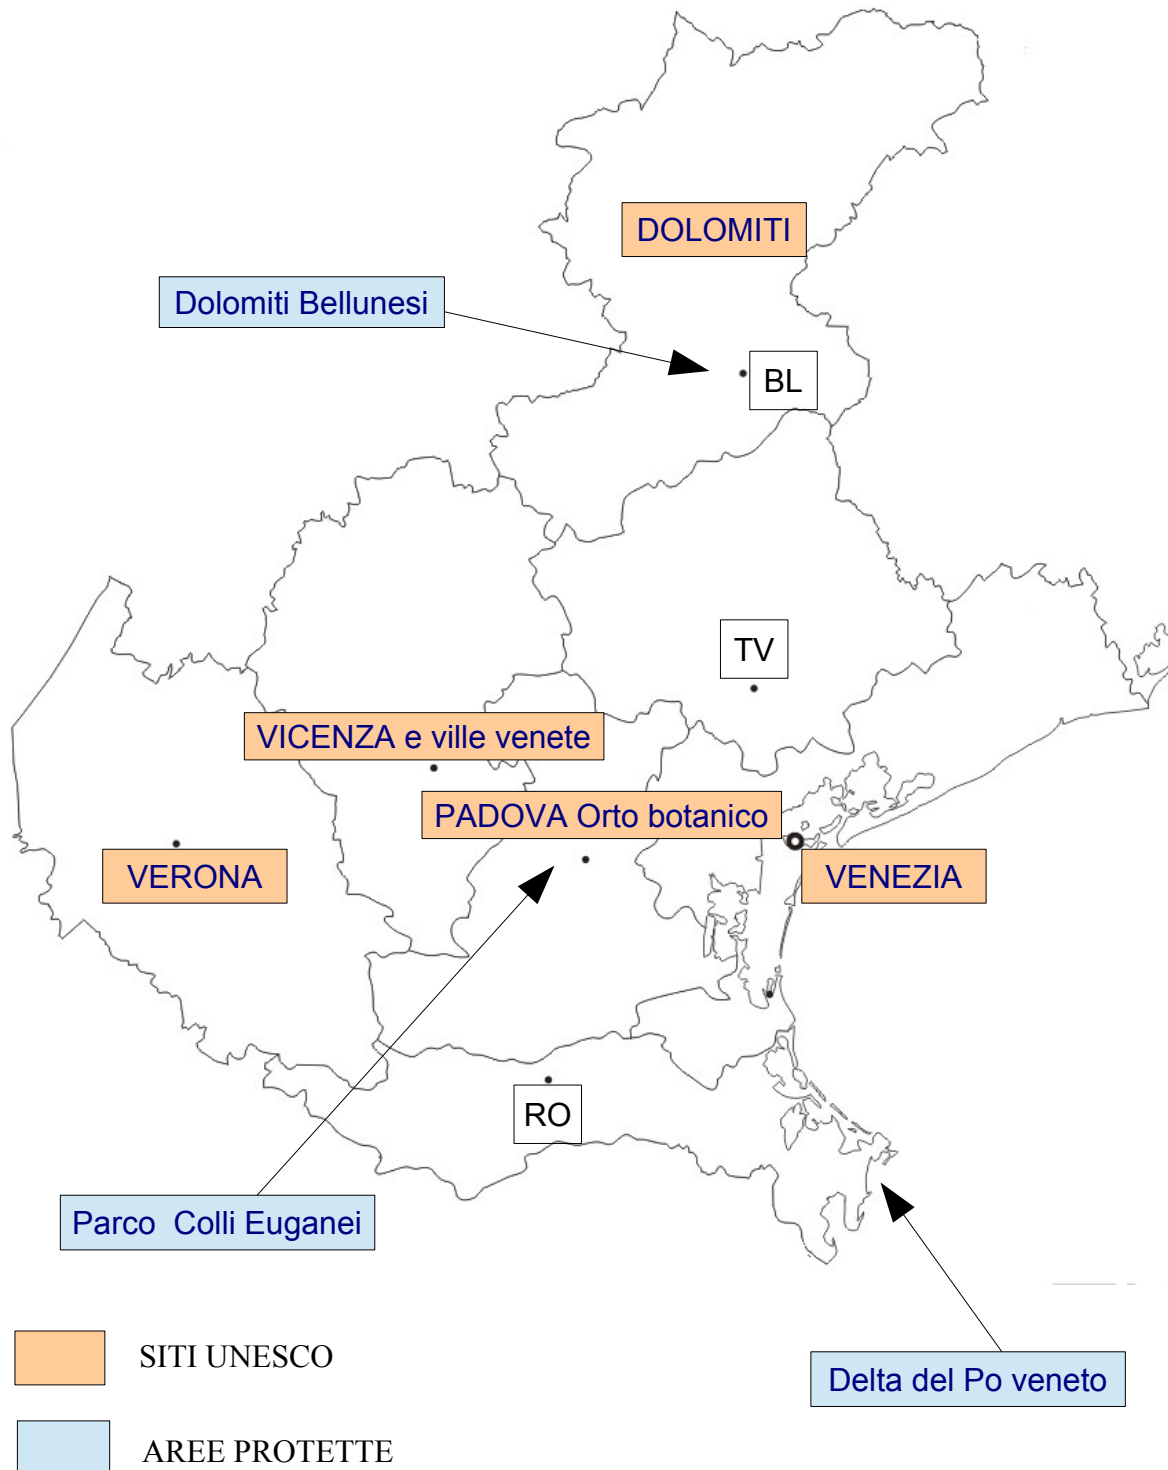 DOLOMITI
Dolomiti Bellunesi
BL
TV
VICENZA e ville venete
PADOVA Orto botanico
VERONA
VENEZIA
RO
Parco Colli Euganei
SITI UNESCO
Delta del Po veneto
AREE PROTETTE